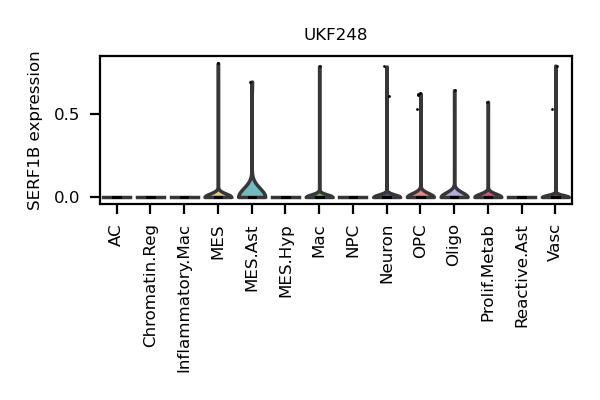 UKF248
SERF1B expression
0.5
0.0
AC
Chromatin.Reg
Inflammatory.Mac
MES
MES.Ast
MES.Hyp
Mac
NPC
Neuron
OPC
Oligo
Prolif.Metab
Reactive.Ast
Vasc